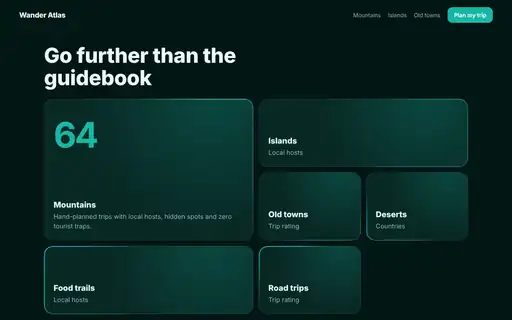 Wander Atlas
Mountains
Islands
Old towns
Plan my trip
Go further than the
guidebook
64
Mountains
Hand-planned trips with local hosts, hidden spots and zero
tourist traps.
Islands
Local hosts
Old towns
Trip rating
Deserts
Countries
Food trails
Local hosts
Road trips
Trip rating